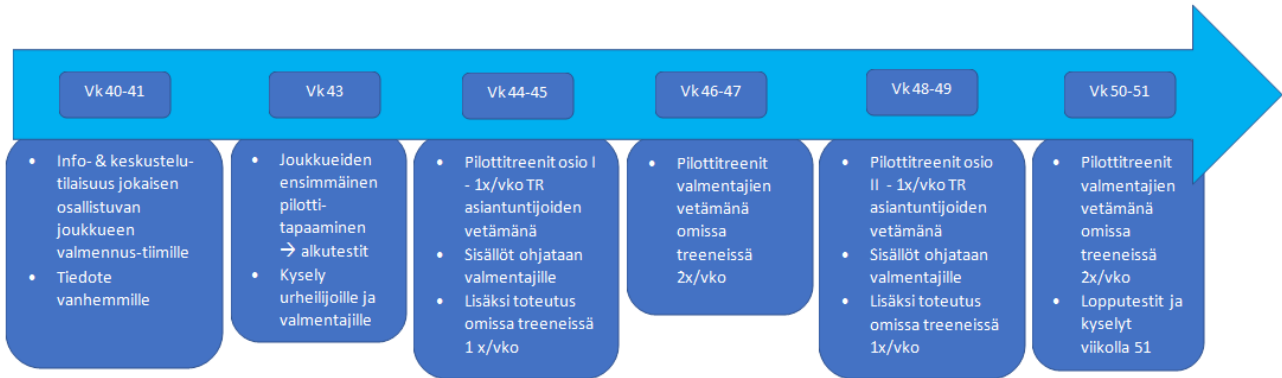 Vk 40-41
Vk 43
Vk 44-45
Vk 46-47
Vk 48-49
Vk 50-51
• Info- & keskustelu-
tilaisuus jokaisen
osallistuvan
joukkueen
valmennus-tiimille
• Tiedote
vanhemmille
• Joukkueiden
ensimmäinen
pilotti-
tapaaminen
→ alkutestit
• Kysely
urheilijoille ja
valmentajille
• Pilottitreenit osio I
- 1x/vko TR
asiantuntijoiden
vetämänä
• Sisällöt ohjataan
valmentajille
• Lisäksi toteutus
omissa treeneissä
1 x/vko
• Pilottitreenit
valmentajien
vetämänä
omissa
treeneissä
2x/vko
• Pilottitreenit osio
II - 1x/vko TR
asiantuntijoiden
vetämänä
• Sisällöt ohjataan
valmentajille
• Lisäksi toteutus
omissa treeneissä
1x/vko
• Pilottitreenit
valmentajien
vetämänä
omissa
treeneissä
2x/vko
• Lopputestit ja
kyselyt
viikolla 51